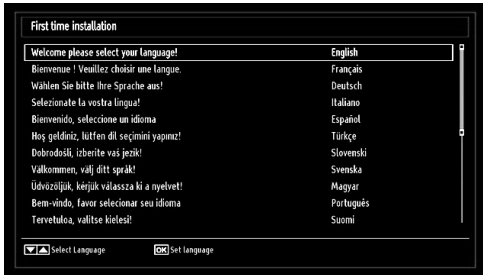 First time installation
Welcome please select your language! English
Bienvenue ! Veuillez choisir une langue. Français
Wählen Sie bitte Ihre Sprache aus! Deutsch
Selezionate la vostra lingua! Italiano
Bienvenido, seleccione un idioma Español
Hoş geldiniz, lütfen dil seçimini yapınız! Türkçe
Dobrodošli, izberite vaš jezik! Slovenski
Välkommen, välj ditt språk! Svenska
Üdvözöljük, kérjük válassza ki a nyelvet! Magyar
Bem-vindo, favor selecionar seu idioma Português
Tervetuloa, valitse kielesi! Suomi
Select Language OK Set language